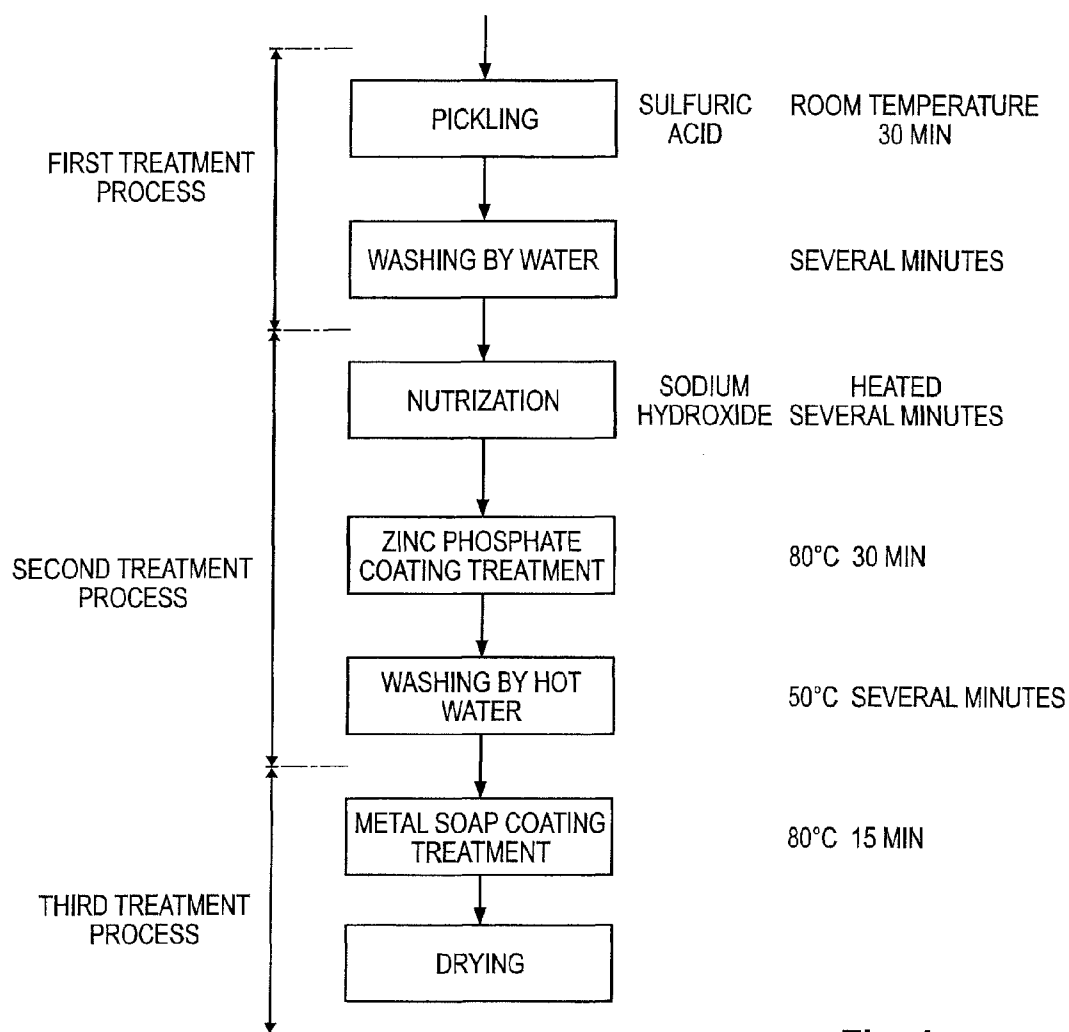 PICKLING
SULFURIC
ACID
ROOM TEMPERATURE
30 MIN
FIRST TREATMENT
PROCESS
WASHING BY WATER
SEVERAL MINUTES
NUTRIZATION
SODIUM
HYDROXIDE
HEATED
SEVERAL MINUTES
ZINC PHOSPHATE
COATING TREATMENT
80°C 30 MIN
SECOND TREATMENT
PROCESS
WASHING BY HOT
WATER
50°C SEVERAL MINUTES
METAL SOAP COATING
TREATMENT
80°C 15 MIN
THIRD TREATMENT
PROCESS
DRYING